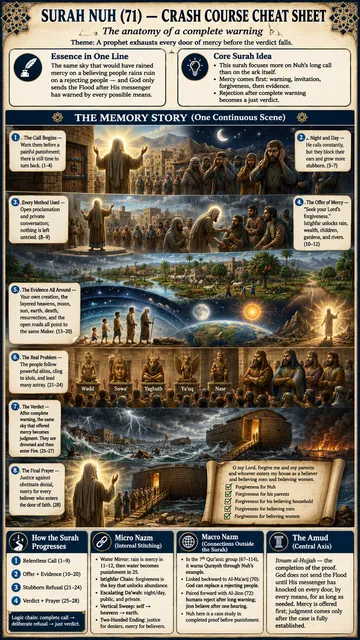 SURAH NUH (71) — CRASH COURSE CHEAT SHEET
The anatomy of a complete warning
Theme: A prophet exhausts every door of mercy before the verdict falls.
Essence in One Line
The same sky that would have rained
mercy on a believing people rains ruin
on a rejecting people — and God only
sends the Flood after His messenger
has warned by every possible means.
Core Surah Idea
• This surah focuses more on Nuh's long call
than on the ark itself.
• Mercy comes first: warning, invitation,
forgiveness, then evidence.
• Rejection after complete warning
becomes a just verdict.
THE MEMORY STORY (One Continuous Scene)
1. The Call Begins —
Warn them before a
painful punishment;
there is still time to
turn back. (1–4)
2. Night and Day —
He calls constantly,
but they block their
ears and grow more
stubborn. (5–7)
3. Every Method Used —
Open proclamation
and private
conversation;
nothing is left
untried. (8–9)
4. The Offer of Mercy —
"Seek your Lord's
forgiveness."
Istighfar unlocks rain,
wealth, children,
gardens, and rivers.
(10–12)
5. The Evidence All Around —
Your own creation, the
layered heavens, moon,
sun, earth, death,
resurrection, and the
open roads all point to
the same Maker. (13–20)
6. The Real Problem —
The people follow
powerful elites, cling
to idols, and lead
many astray. (21–24)
Wadd
Suwa'
Yaghuth
Ya'uq
Nasr
7. The Verdict —
After complete
warning, the same
sky that offered
mercy becomes
judgment. They are
drowned and then
enter Fire. (25–27)
8. The Final Prayer —
Justice against
obstinate denial,
mercy for every
believer who enters
the door of faith. (28)
O my Lord, forgive me and my parents
and whoever enters my house as a believer
and believing men and believing women.
Forgiveness for Nuh
Forgiveness for his parents
Forgiveness for his believing household
Forgiveness for believing men
Forgiveness for believing women
How the Surah
Progresses
1 Relentless Call (1–9)
2 Offer + Evidence (10–20)
3 Stubborn Refusal (21–24)
4 Verdict + Prayer (25–28)
Logic chain: complete call →
deliberate refusal → just verdict.
Micro Nazm
(Internal Stitching)
• Water Mirror: rain is mercy in
11–12, then water becomes
punishment in 25.
• Istighfar Chain: forgiveness is
the key that unlocks abundance.
• Escalating Da'wah: night/day,
public, and private.
• Vertical Sweep: self →
heavens → earth.
• Two-Handed Ending: justice
for deniers, mercy for believers.
Macro Nazm
(Connections Outside
the Surah)
• In the 7th Qur'anic group (67–114),
it warns Quraysh through Nuh's
example.
• Linked backward to Al-Ma'arij (70):
God can replace a rejecting people.
• Paired forward with Al-Jinn (72):
humans reject after long warning;
jinn believe after one hearing.
• Nuh here is a case study in
completed proof before punishment.
The Amud
(Central Axis)
Itmam al-Hujjah — the
completion of the proof.
God does not send the Flood
until His messenger has
knocked on every door, by
every means, for as long as
needed. Mercy is offered
first, judgment comes only
after the case is fully
established.